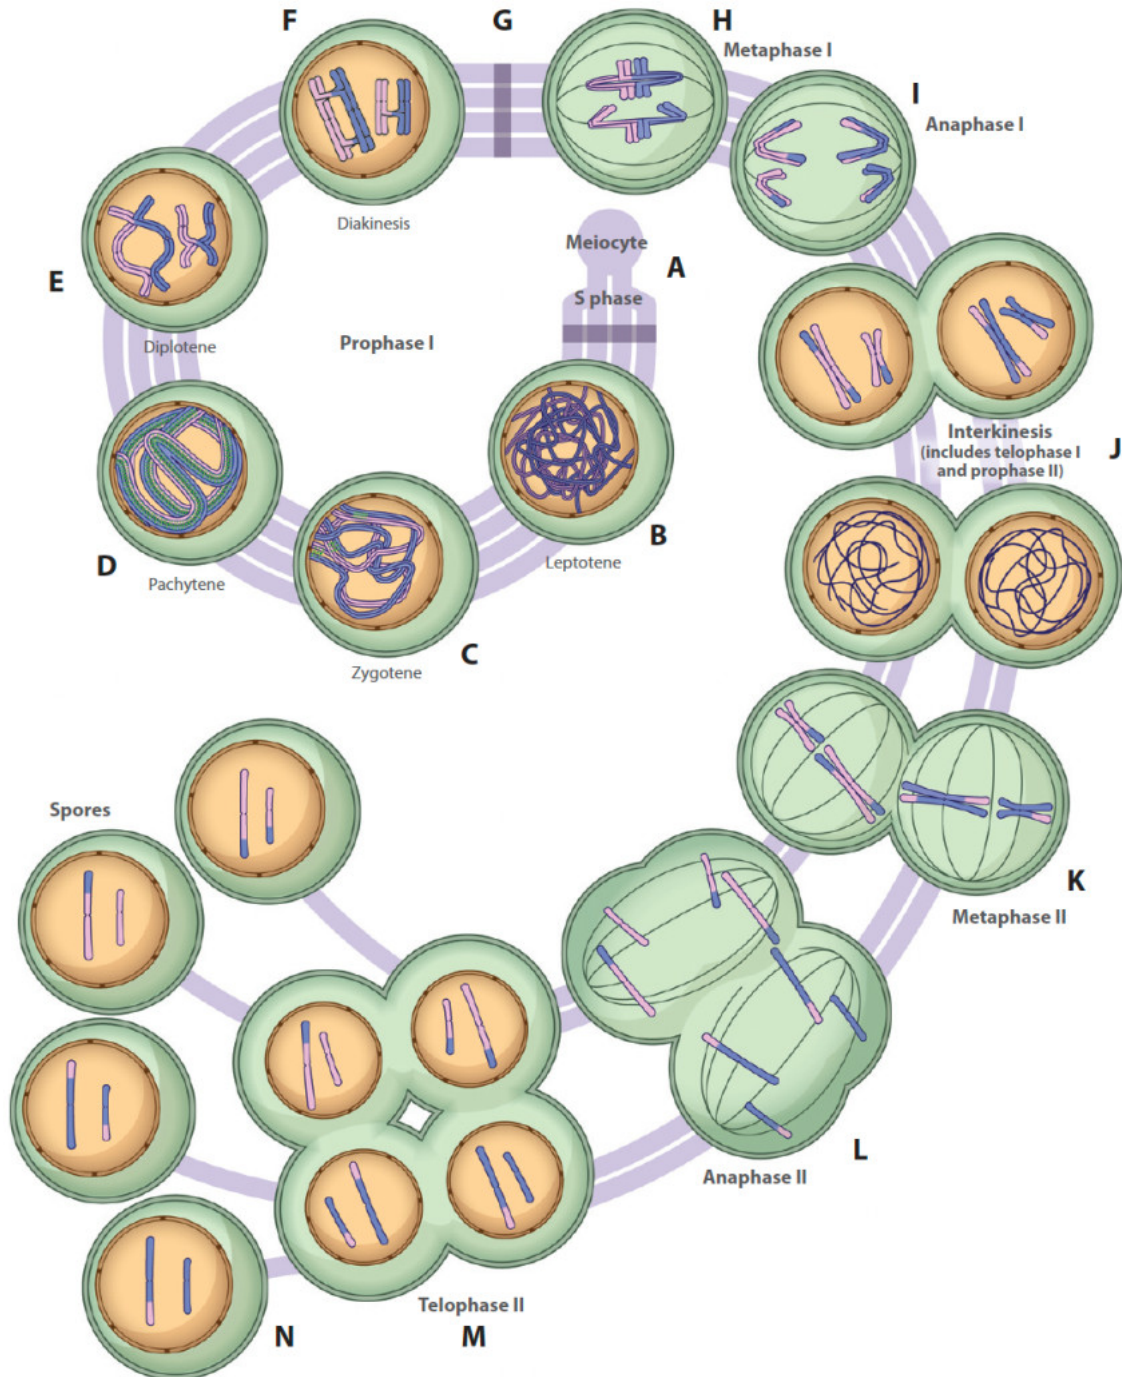 F
G
H
Metaphase I
I
Anaphase I
Diakinesis
Meiocyte
A
E
S phase
Diplotene
Prophase I
Interkinesis
(includes telophase I
and prophase II)
J
D
Pachytene
Leptotene
B
Zygotene
C
Spores
K
Metaphase II
L
Anaphase II
Telophase II
N
M